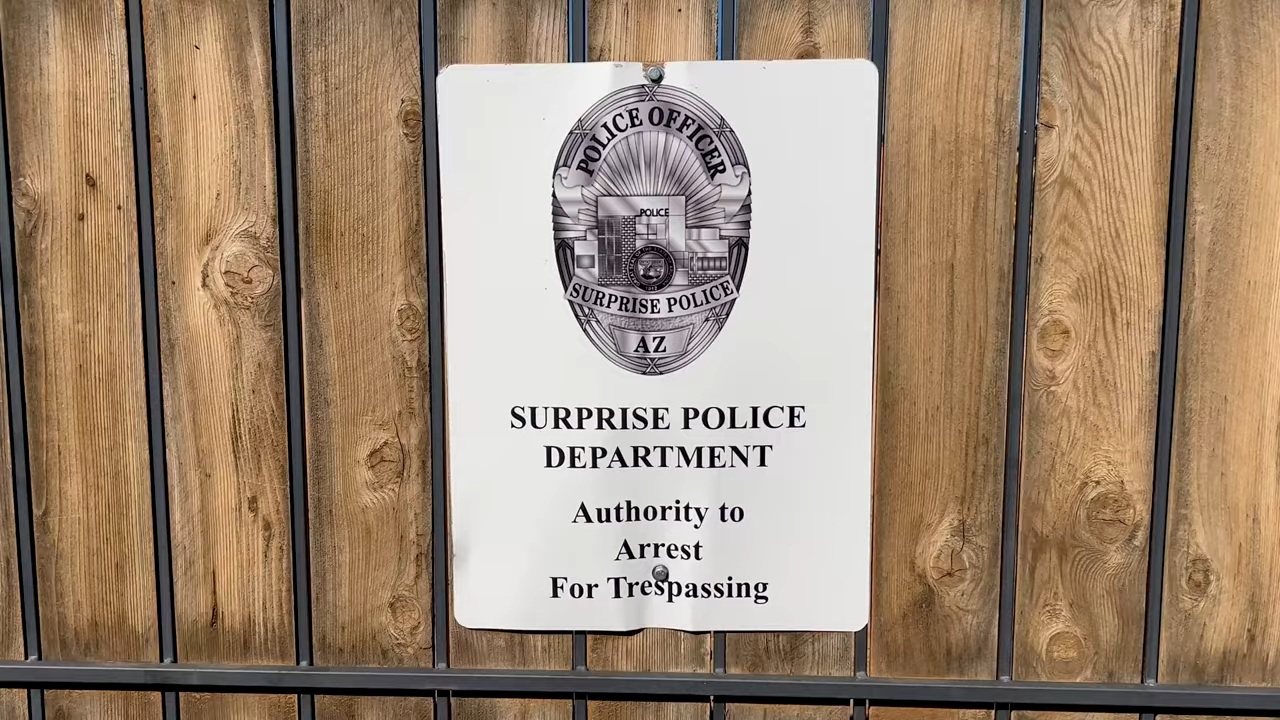 POLICE OFFICER
POLICE
SURPRISE POLICE
AZ
SURPRISE POLICE
DEPARTMENT
Authority to
Arrest
For Trespassing